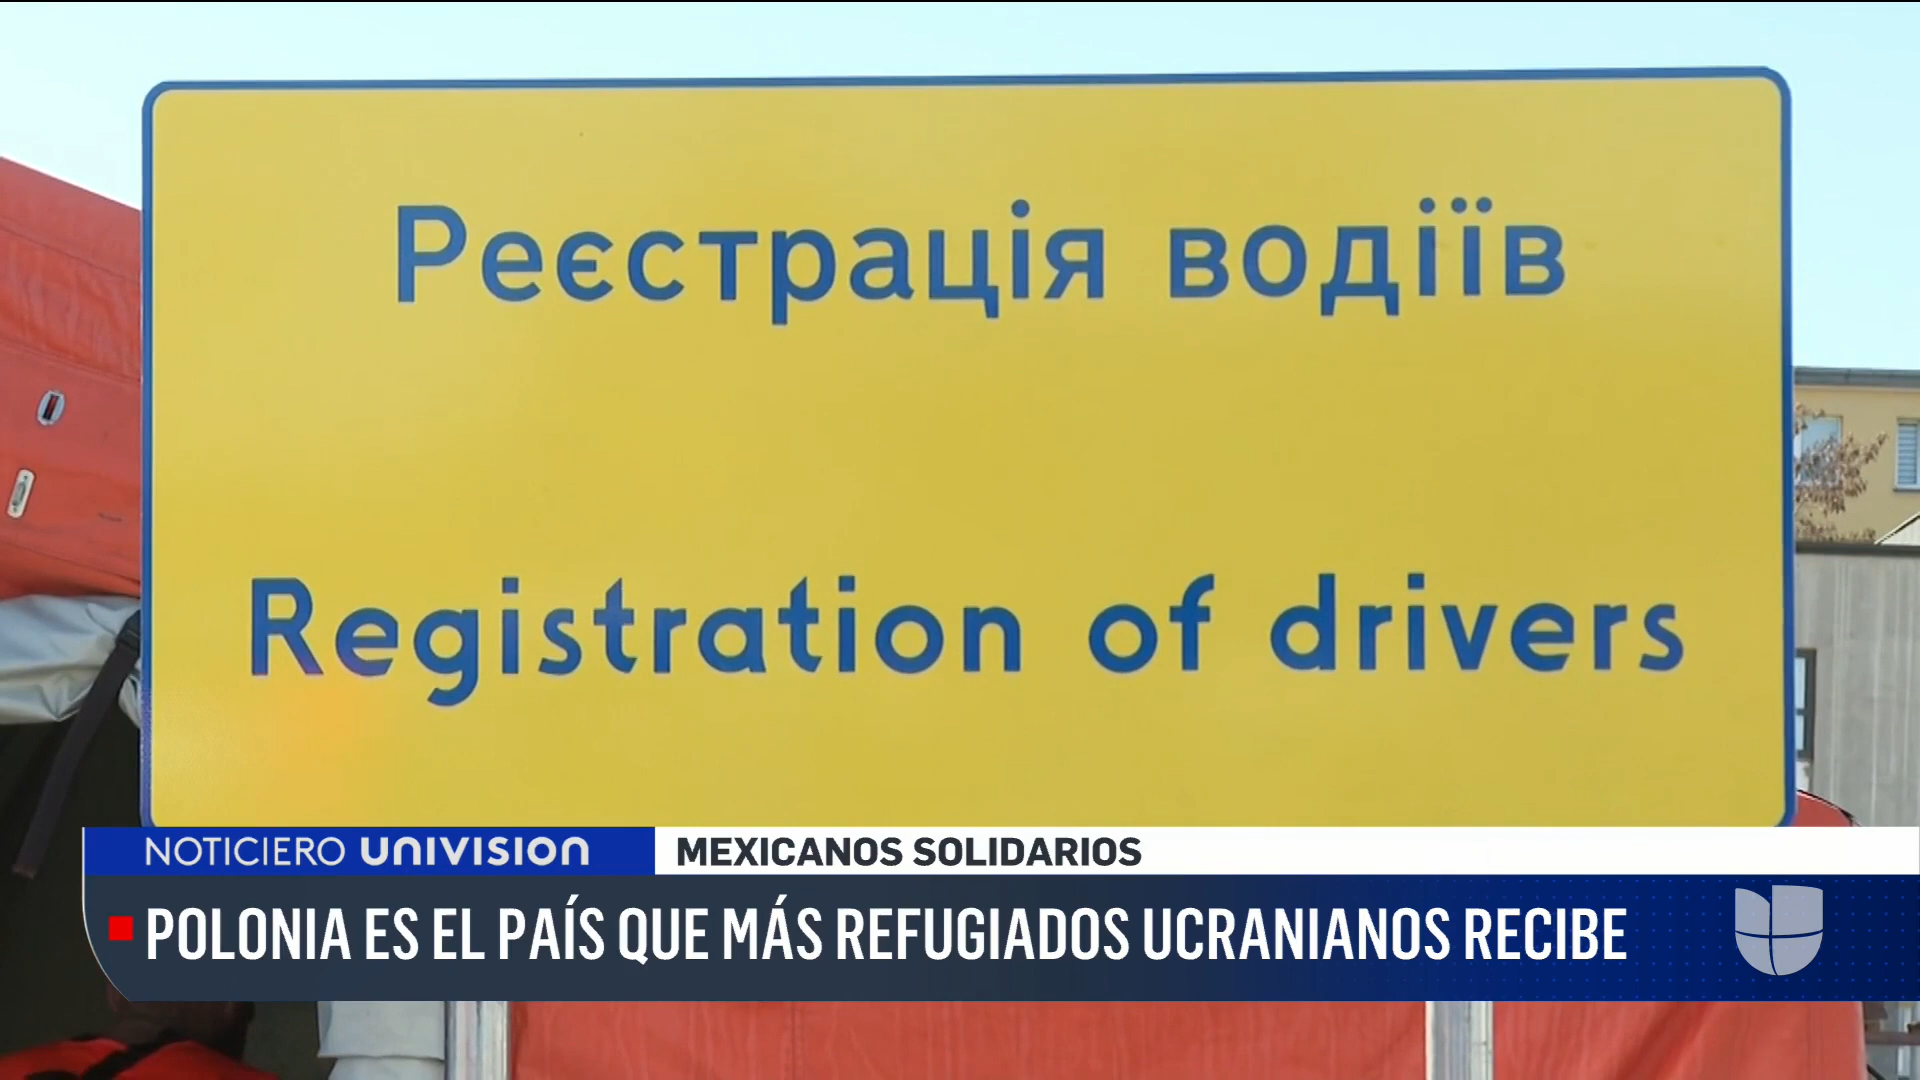 Реєстрація водіїв
Registration of drivers
NOTICIERO UNIVISION
MEXICANOS SOLIDARIOS
POLONIA ES EL PAÍS QUE MÁS REFUGIADOS UCRANIANOS RECIBE